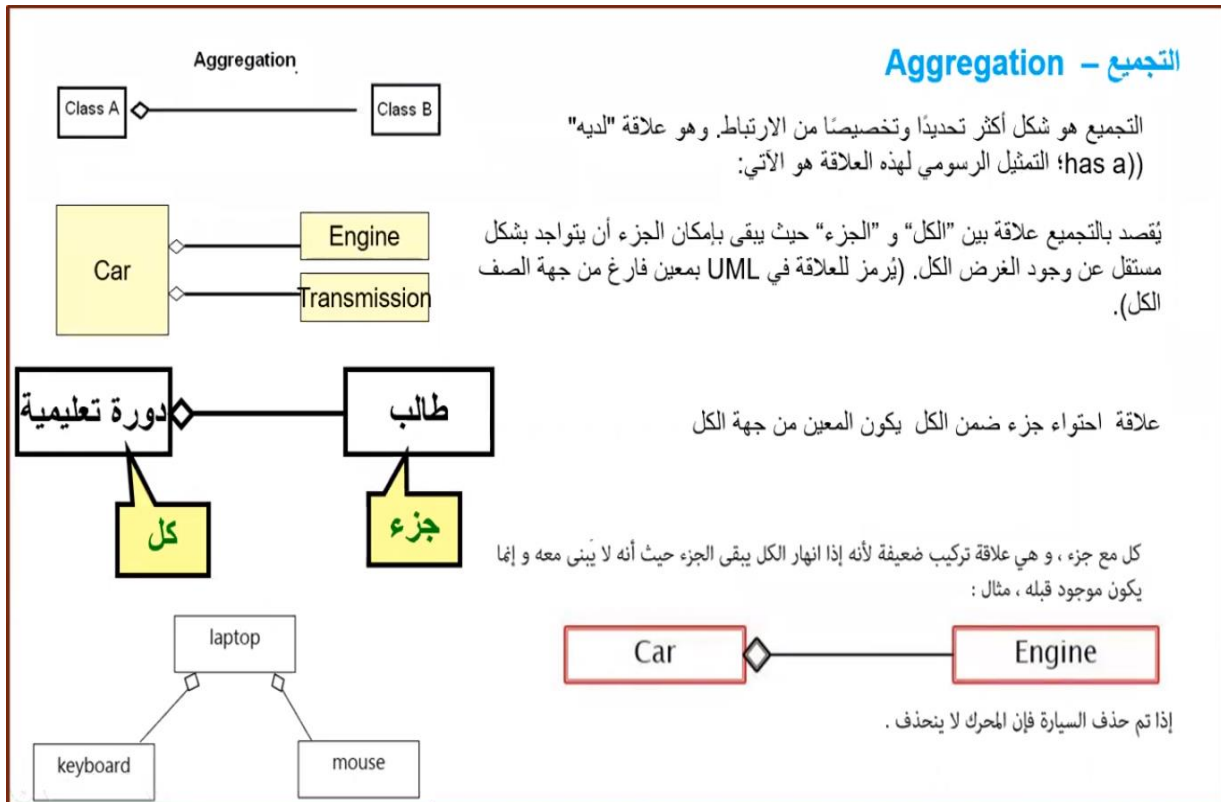 التجميع – Aggregation
التجميع هو شكل أكثر تحديدًا وتخصيصًا من الارتباط. وهو علاقة "لديه"
((has a؛ التمثيل الرسومي لهذه العلاقة هو الآتي:
Aggregation
Class A
Class B
يُقصد بالتجميع علاقة بين "الكل" و "الجزء" حيث يبقى بإمكان الجزء أن يتواجد بشكل
مستقل عن وجود الغرض الكل. (يُرمز للعلاقة في UML بمعين فارغ من جهة الصف
الكل).
Car
Engine
Transmission
علاقة احتواء جزء ضمن الكل يكون المعين من جهة الكل
طالب
دورة تعليمية
جزء
كل
كل مع جزء ، و هي علاقة تركيب ضعيفة لأنه إذا انهار الكل يبقى الجزء حيث أنه لا يُبنى معه و إنما
يكون موجود قبله ، مثال :
Car
Engine
إذا تم حذف السيارة فإن المحرك لا ينحذف .
laptop
keyboard
mouse